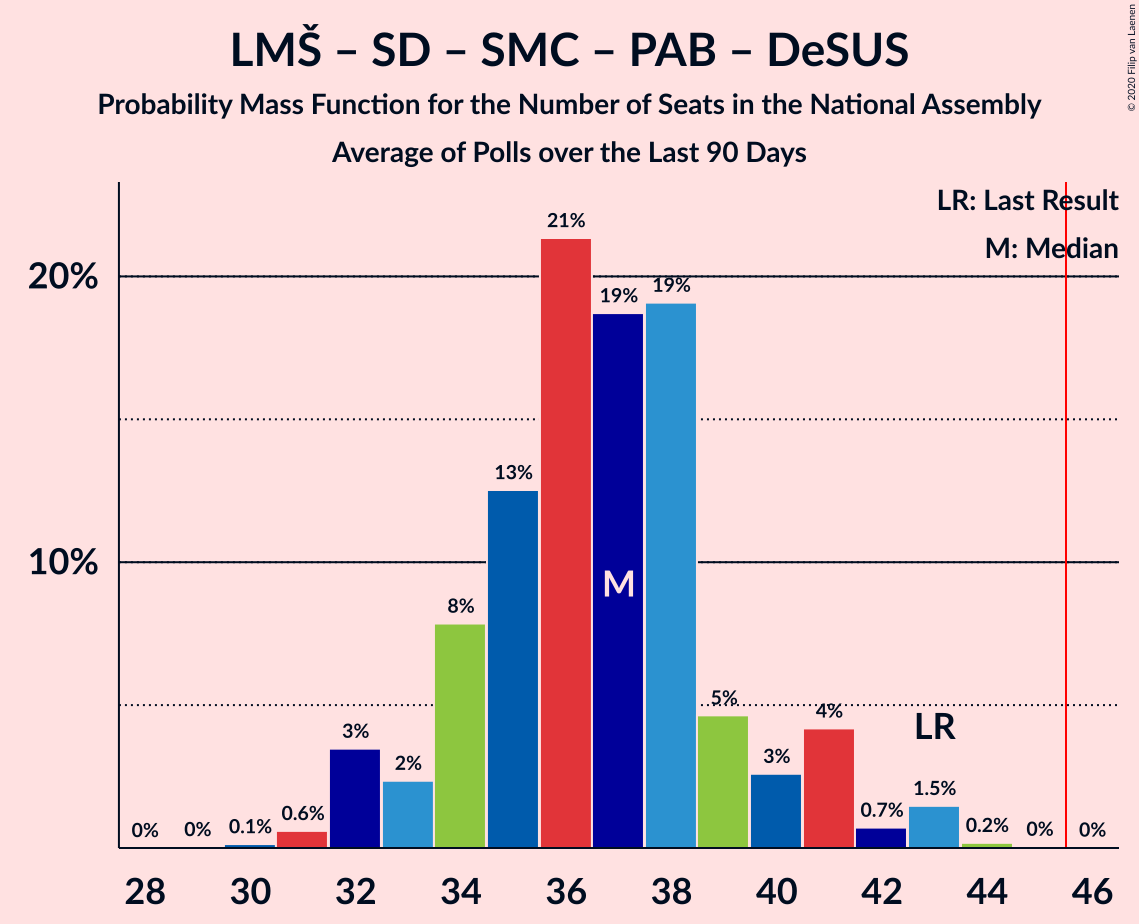 LMŠ – SD – SMC – PAB – DeSUS
Probability Mass Function for the Number of Seats in the National Assembly
Average of Polls over the Last 90 Days
© 2020 Filip van Laenen
LR: Last Result
M: Median
20%
10%
0%
0%
0.1%
0.6%
3%
2%
8%
13%
21%
19%
19%
5%
3%
4%
0.7%
1.5%
0.2%
0%
0%
M
LR
28 30 32 34 36 38 40 42 44 46